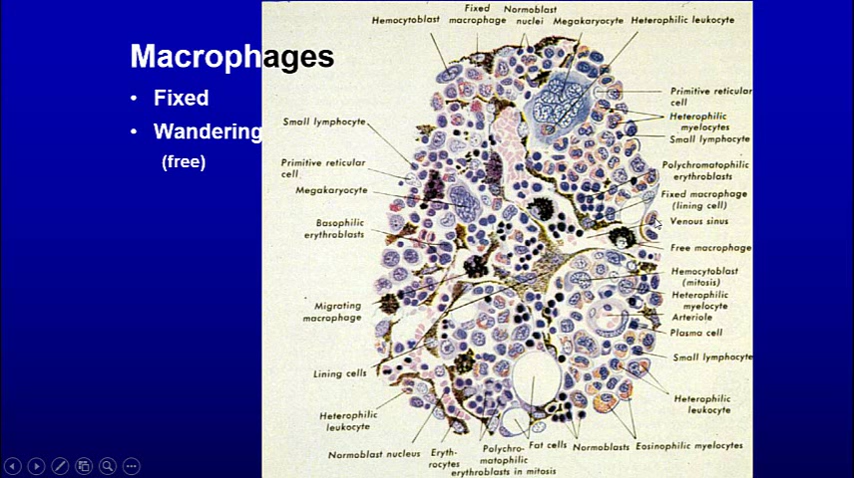 Macrophages
• Fixed
• Wandering
(free)
Hemocytoblast
Fixed
macrophage
Normoblast
nuclei
Megakaryocyte
Heterophilic leukocyte
Small lymphocyte
Primitive reticular
cell
Megakaryocyte
Basophilic
erythroblasts
Migrating
macrophage
Lining cells
Heterophilic
leukocyte
Primitive reticular
cell
Heterophilic
myelocytes
Small lymphocyte
Polychromatophilic
erythroblasts
Fixed macrophage
(lining cell)
Venous sinus
Free macrophage
Hemocytoblast
(mitosis)
Heterophilic
myelocyte
Arteriole
Plasma cell
Small lymphocyte
Heterophilic
leukocyte
Normoblast nucleus
Eryth-
rocytes
Polychro-
matophilic
erythroblasts in mitosis
Fat cells
Normoblasts
Eosinophilic myelocytes